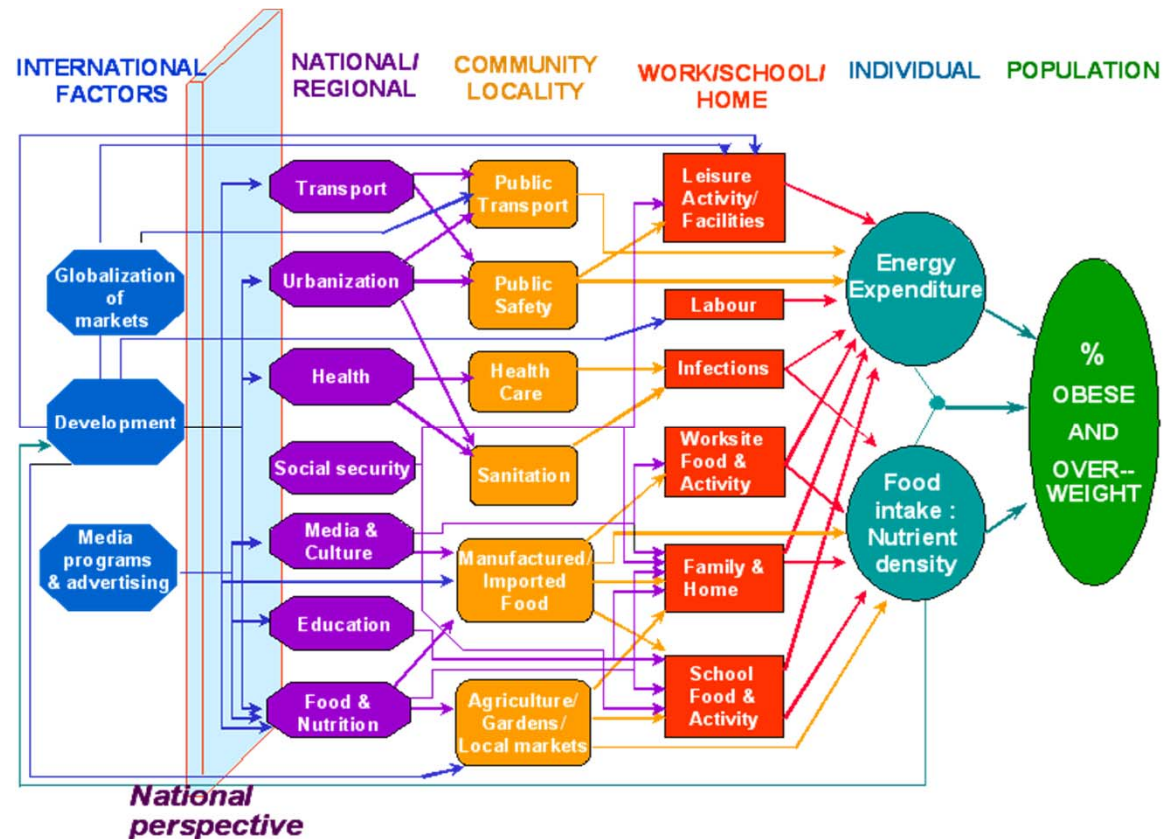 INTERNATIONAL
FACTORS
NATIONAL/
REGIONAL
COMMUNITY
LOCALITY
WORK/SCHOOL/
HOME
INDIVIDUAL
POPULATION
Globalization
of
markets
Development
Media
programs
& advertising
Transport
Urbanization
Health
Social security
Media &
Culture
Education
Food &
Nutrition
Public
Transport
Public
Safety
Health
Care
Sanitation
Manufactured/
Imported
Food
Agriculture/
Gardens/
Local markets
Leisure
Activity/
Facilities
Labour
Infections
Worksite
Food &
Activity
Family &
Home
School
Food &
Activity
Energy
Expenditure
Food
intake :
Nutrient
density
%
OBESE
AND
OVER--
WEIGHT
National
perspective